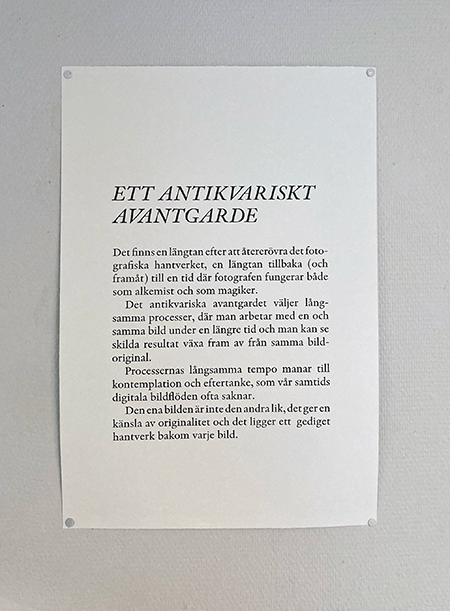 ETT ANTIKVARISKT
AVANTGARDE
Det finns en längtan efter att återerövra det foto-
grafiska hantverket, en längtan tillbaka (och
framåt) till en tid där fotografen fungerar både
som alkemist och som magiker.
Det antikvariska avantgardet väljer lång-
samma processer, där man arbetar med en och
samma bild under en längre tid och man kan se
skilda resultat växa fram av från samma bild-
original.
Processernas långsamma tempo manar till
kontemplation och eftertanke, som vår samtids
digitala bildflöden ofta saknar.
Den ena bilden är inte den andra lik, det ger en
känsla av originalitet och det ligger ett gediget
hantverk bakom varje bild.